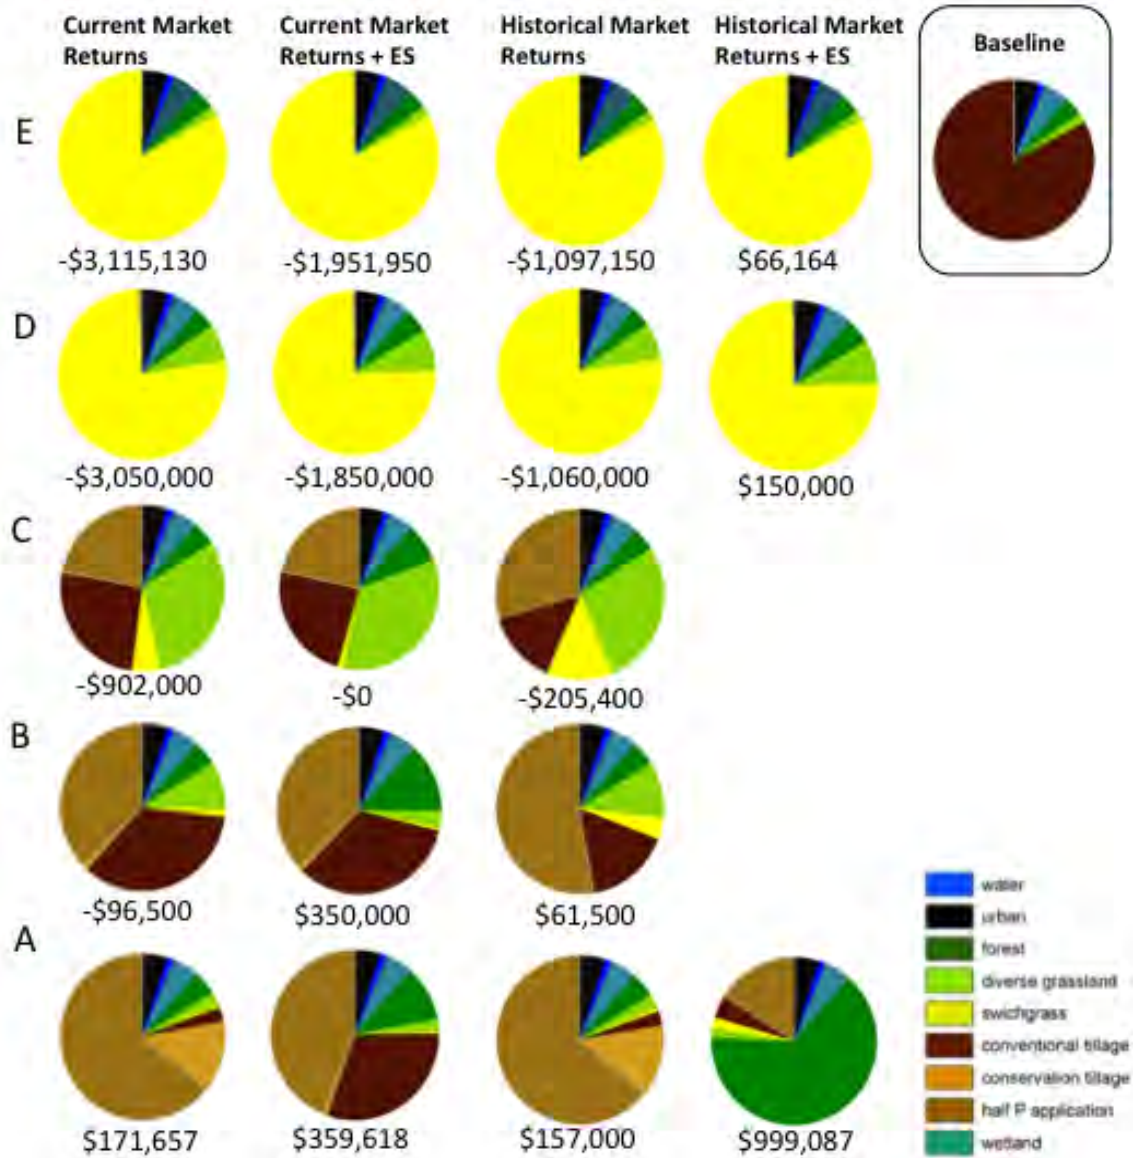 Current Market
Returns
Current Market
Returns + ES
Historical Market
Returns
Historical Market
Returns + ES
Baseline
E
-$3,115,130
-$1,951,950
-$1,097,150
$66,164
D
-$3,050,000
-$1,850,000
-$1,060,000
$150,000
C
-$902,000
-$0
-$205,400
B
-$96,500
$350,000
$61,500
A
$171,657
$359,618
$157,000
$999,087
water
urban
forest
diverse grassland
swichgrass
conventional tillage
conservation tillage
half P application
wetland